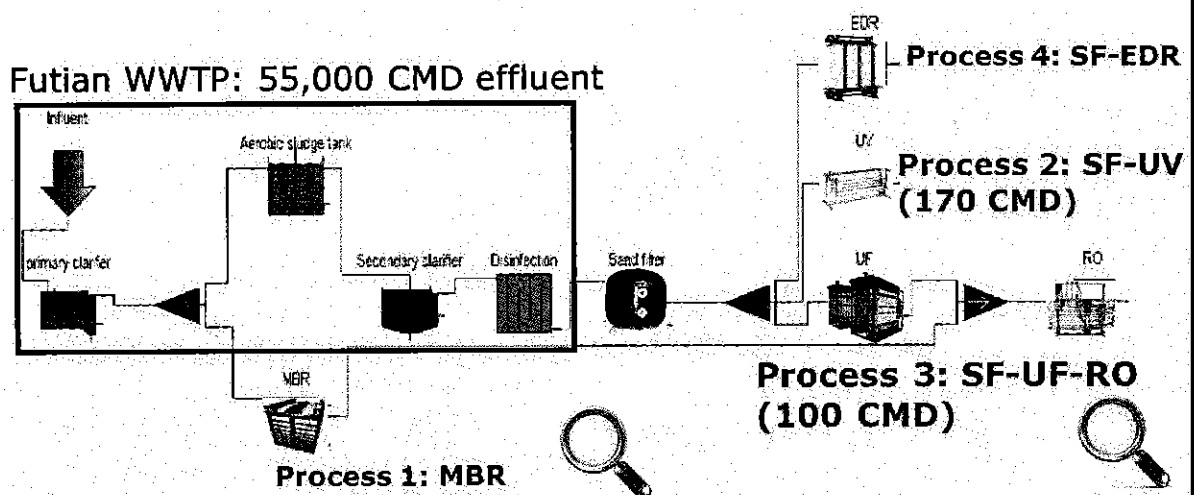 EDR
Process 4: SF-EDR
Futian WWTP: 55,000 CMD effluent
Influent
Aerobic sludge tank
UV
Process 2: SF-UV
(170 CMD)
primary clarifer
Secondary clarifier
Disinfection
Sand filter
UF
RO
MBR
Process 3: SF-UF-RO
(100 CMD)
Process 1: MBR